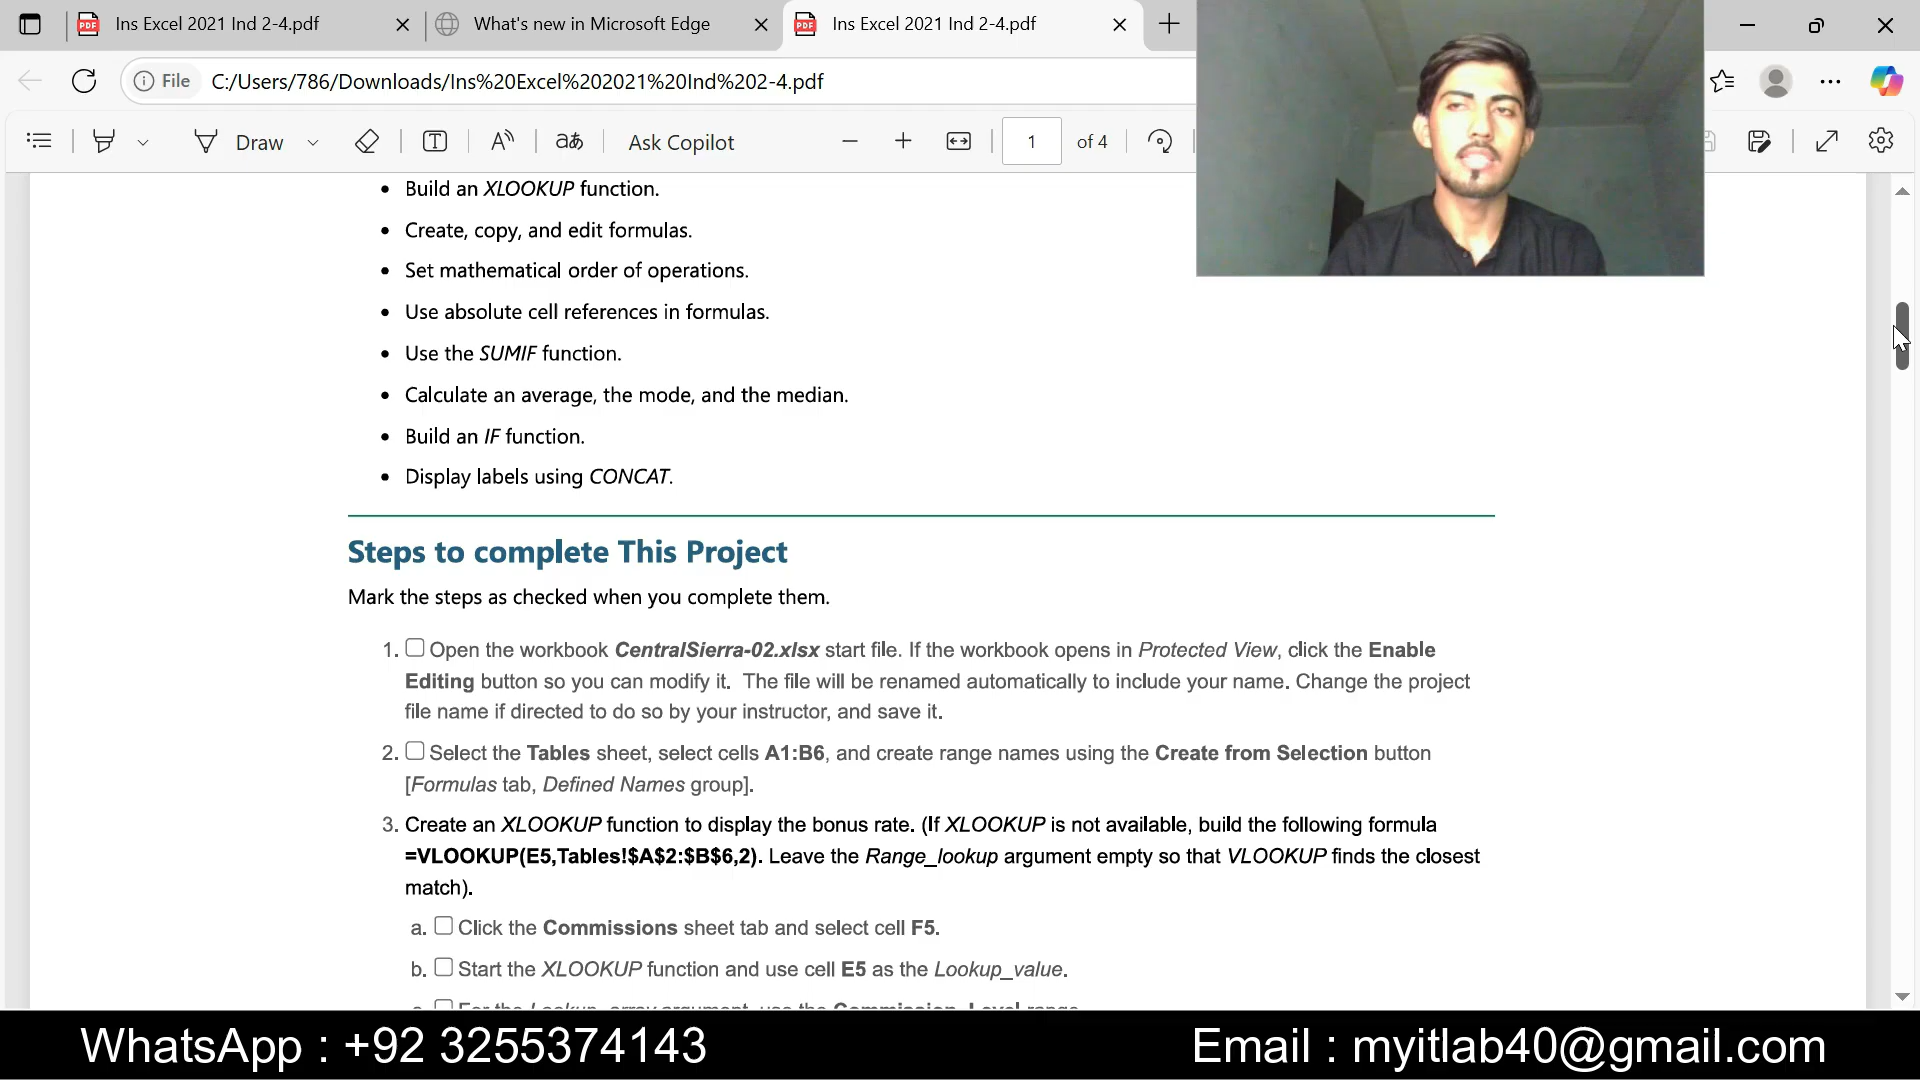 Ins Excel 2021 Ind 2-4.pdf
What's new in Microsoft Edge
Ins Excel 2021 Ind 2-4.pdf
File
C:/Users/786/Downloads/Ins%20Excel%202021%20Ind%202-4.pdf
Draw
Ask Copilot
1 of 4
• Build an XLOOKUP function.
• Create, copy, and edit formulas.
• Set mathematical order of operations.
• Use absolute cell references in formulas.
• Use the SUMIF function.
• Calculate an average, the mode, and the median.
• Build an IF function.
• Display labels using CONCAT.
Steps to complete This Project
Mark the steps as checked when you complete them.
1. Open the workbook CentralSierra-02.xlsx start file. If the workbook opens in Protected View, click the Enable
Editing button so you can modify it. The file will be renamed automatically to include your name. Change the project
file name if directed to do so by your instructor, and save it.
2. Select the Tables sheet, select cells A1:B6, and create range names using the Create from Selection button
[Formulas tab, Defined Names group].
3. Create an XLOOKUP function to display the bonus rate. (If XLOOKUP is not available, build the following formula
=VLOOKUP(E5,Tables!$A$2:$B$6,2). Leave the Range_lookup argument empty so that VLOOKUP finds the closest
match).
a. Click the Commissions sheet tab and select cell F5.
b. Start the XLOOKUP function and use cell E5 as the Lookup_value.
c. For the Lookup_array argument, use the Commission_Level range.
WhatsApp : +92 3255374143
Email : myitlab40@gmail.com